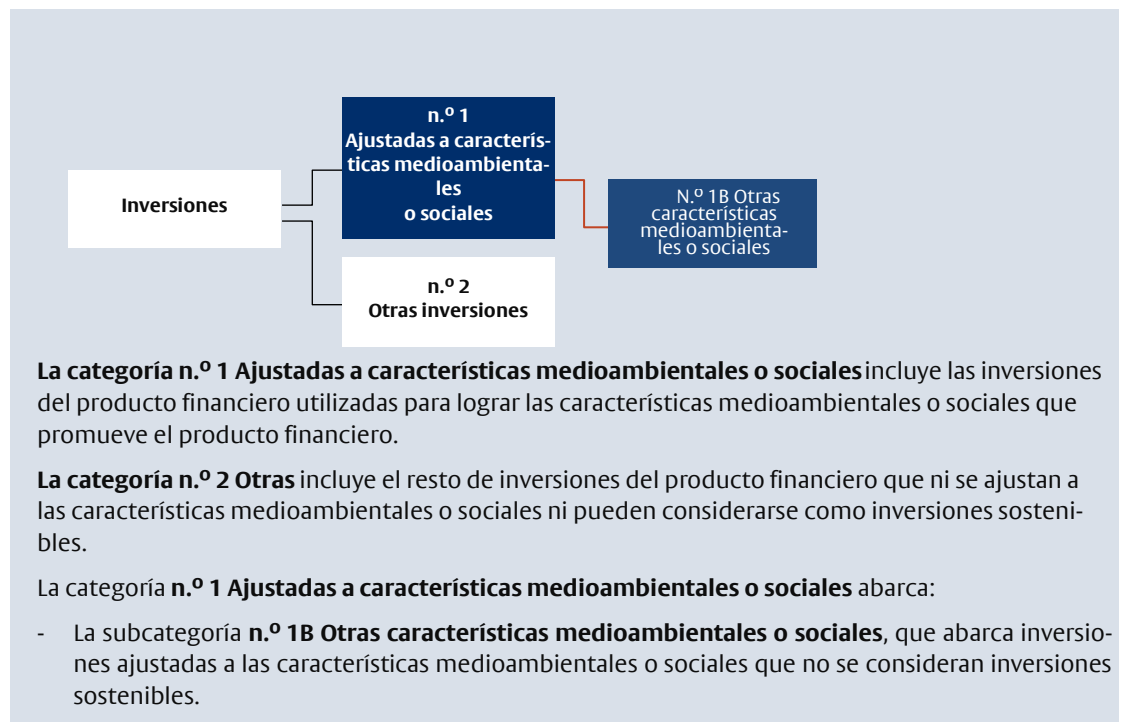 n.º 1
Ajustadas a caracterís-
ticas medioambienta-
les
o sociales
Inversiones
N.º 1B Otras
características
medioambienta-
les o sociales
n.º 2
Otras inversiones
La categoría n.º 1 Ajustadas a características medioambientales o sociales incluye las inversiones
del producto financiero utilizadas para lograr las características medioambientales o sociales que
promueve el producto financiero.
La categoría n.º 2 Otras incluye el resto de inversiones del producto financiero que ni se ajustan a
las características medioambientales o sociales ni pueden considerarse como inversiones sosteni-
bles.
La categoría n.º 1 Ajustadas a características medioambientales o sociales abarca:
- La subcategoría n.º 1B Otras características medioambientales o sociales, que abarca inversio-
nes ajustadas a las características medioambientales o sociales que no se consideran inversiones
sostenibles.